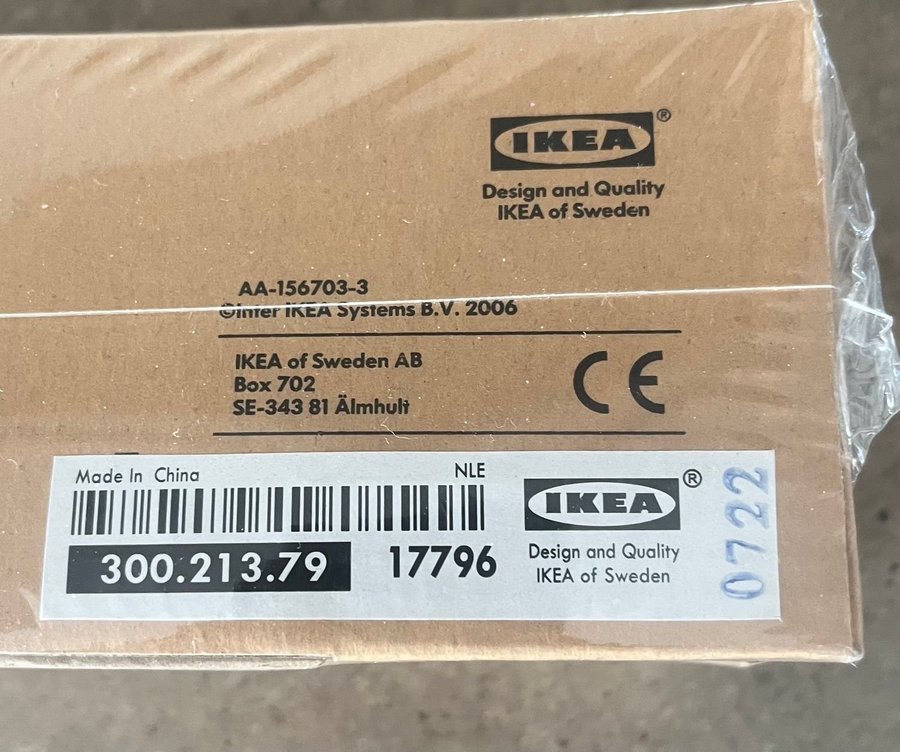 IKEA®
Design and Quality
IKEA of Sweden
AA-156703-3
©Inter IKEA Systems B.V. 2006
IKEA of Sweden AB
Box 702
SE-343 81 Älmhult
CE
Made In China
NLE
300.213.79
17796
IKEA®
Design and Quality
IKEA of Sweden
0722